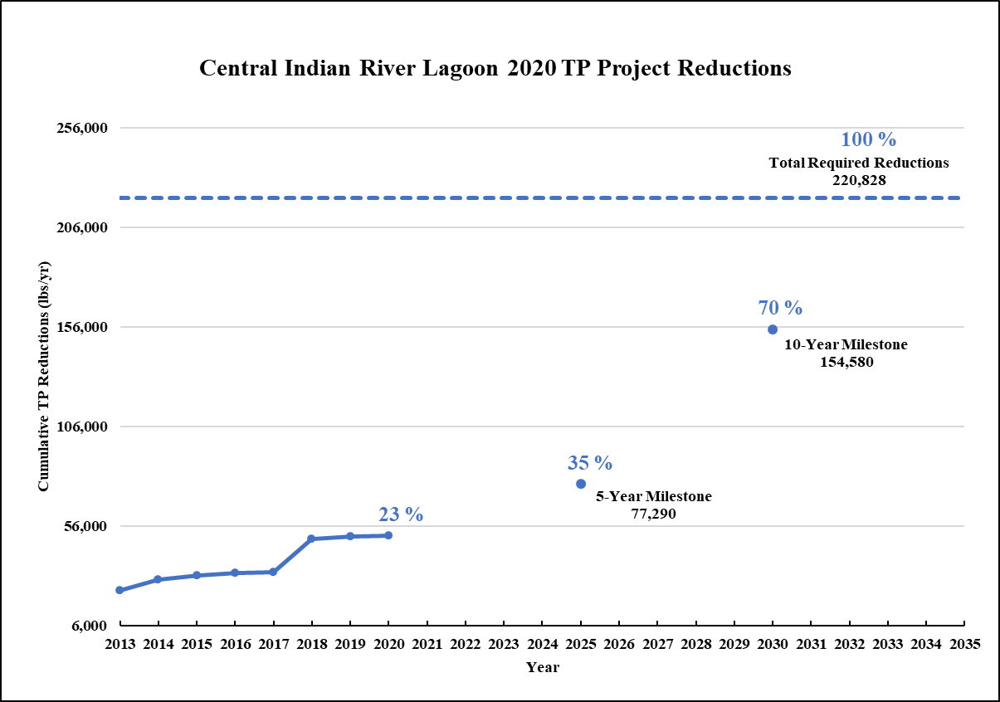 Central Indian River Lagoon 2020 TP Project Reductions
256,000
100 %
Total Required Reductions
220,828
206,000
Cumulative TP Reductions (lbs/yr)
156,000
70 %
10-Year Milestone
154,580
106,000
35 %
5-Year Milestone
77,290
56,000
23 %
6,000
2013 2014 2015 2016 2017 2018 2019 2020 2021 2022 2023 2024 2025 2026 2027 2028 2029 2030 2031 2032 2033 2034 2035
Year